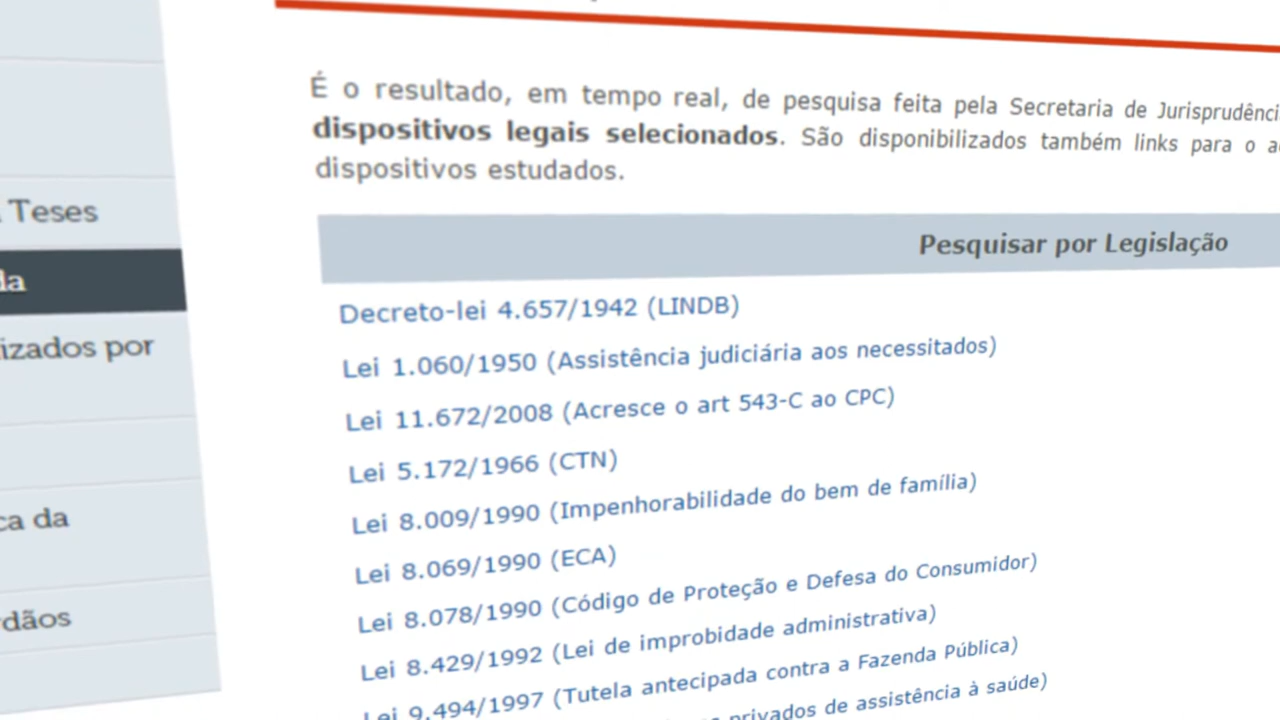 É o resultado, em tempo real, de pesquisa feita pela Secretaria de
dispositivos legais selecionados. São disponibilizados também links para o
dispositivos estudados.
Teses
Pesquisar por Legislação
izados por
Decreto-lei 4.657/1942 (LINDB)
Lei 1.060/1950 (Assistência judiciária aos necessitados)
Lei 11.672/2008 (Acresce o art 543-C ao CPC)
Lei 5.172/1966 (CTN)
Lei 8.009/1990 (Impenhorabilidade do bem de família)
ca da
Lei 8.069/1990 (ECA)
Lei 8.078/1990 (Código de Proteção e Defesa do Consumidor)
rdãos
Lei 8.429/1992 (Lei de improbidade administrativa)
Lei 9.494/1997 (Tutela antecipada contra a Fazenda Pública)
privados de assistência à saúde)